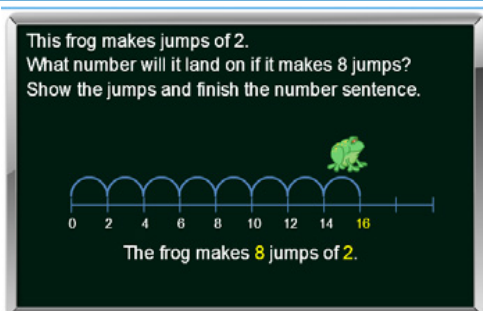 This frog makes jumps of 2.
What number will it land on if it makes 8 jumps?
Show the jumps and finish the number sentence.
0 2 4 6 8 10 12 14 16
The frog makes 8 jumps of 2.